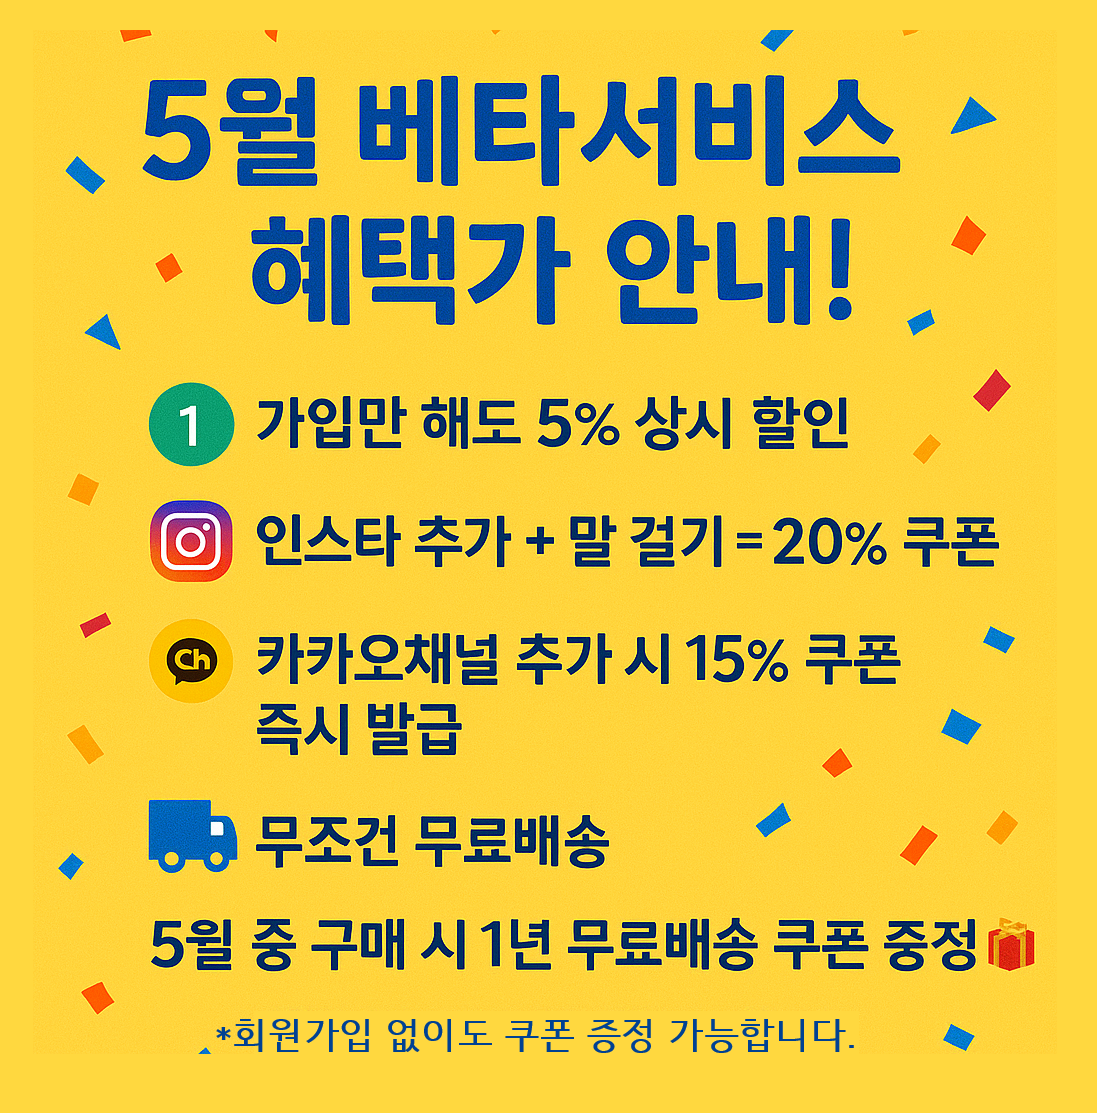 5월 베타서비스
혜택가 안내!
1 가입만 해도 5% 상시 할인
인스타 추가 + 말 걸기 = 20% 쿠폰
Ch 카카오채널 추가 시 15% 쿠폰
즉시 발급
무조건 무료배송
5월 중 구매 시 1년 무료배송 쿠폰 증정
*회원가입 없이도 쿠폰 증정 가능합니다.